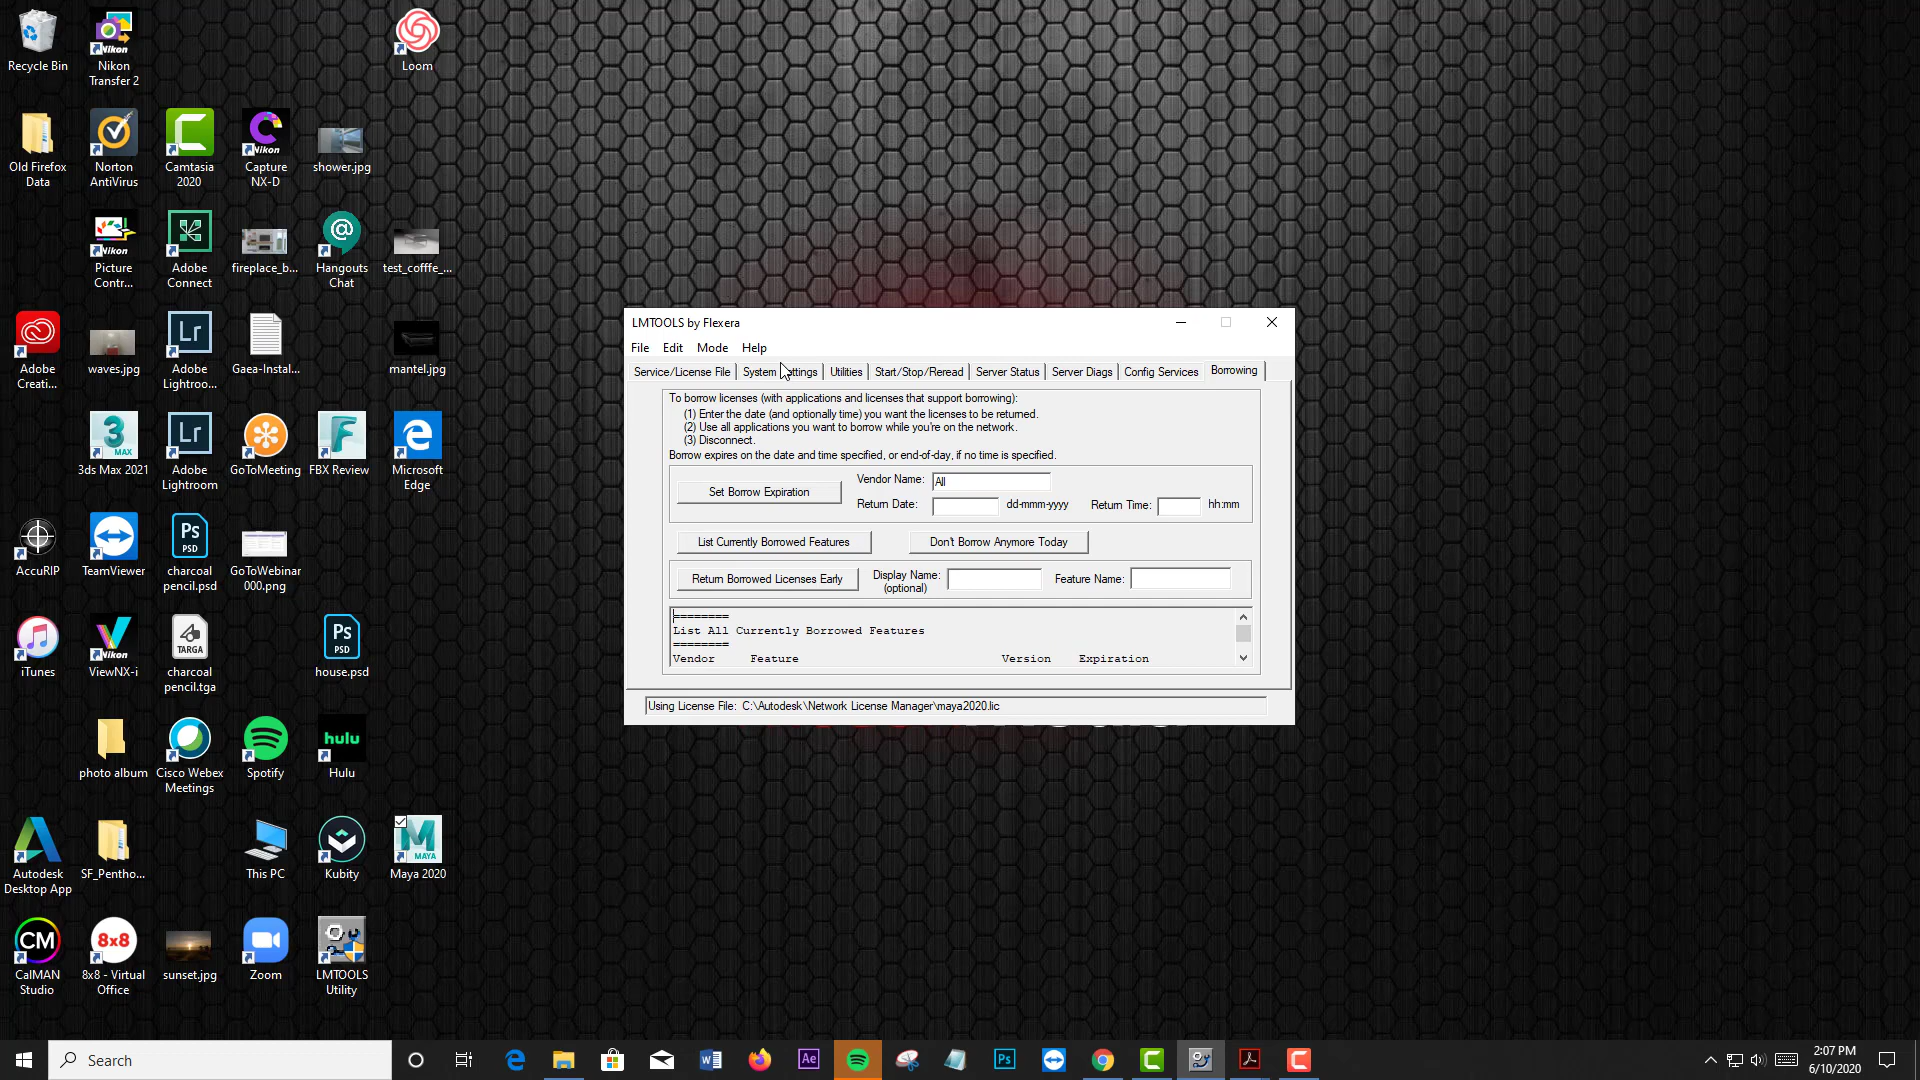 Recycle Bin
Nikon
Nikon
Transfer 2
Loom
Old Firefox
Data
Norton
AntiVirus
Camtasia
2020
Nikon
Capture
NX-D
shower.jpg
Nikon
Picture
Contr...
Adobe
Connect
fireplace_b...
Hangouts
Chat
test_cofffe_...
Adobe
Creati...
waves.jpg
Lr
Adobe
Lightroo...
Gaea-Instal...
mantel.jpg
3
MAX
3ds Max 2021
Lr
Adobe
Lightroom
GoToMeeting
FBX Review
Microsoft
Edge
AccuRIP
TeamViewer
Ps
PSD
charcoal
pencil.psd
GoToWebinar
000.png
iTunes
Nikon
ViewNX-i
TARGA
charcoal
pencil.tga
Ps
PSD
house.psd
photo album
Cisco Webex
Meetings
Spotify
hulu
Hulu
Autodesk
Desktop App
SF_Pentho...
This PC
Kubity
MAYA
Maya 2020
CM
CalMAN
Studio
8x8
8x8 - Virtual
Office
sunset.jpg
Zoom
LMTOOLS
Utility
LMTOOLS by Flexera
File Edit Mode Help
Service/License File System Settings Utilities Start/Stop/Reread Server Status Server Diags Config Services Borrowing
To borrow licenses (with applications and licenses that support borrowing):
(1) Enter the date (and optionally time) you want the licenses to be returned.
(2) Use all applications you want to borrow while you're on the network.
(3) Disconnect.
Borrow expires on the date and time specified, or end-of-day, if no time is specified.
Set Borrow Expiration Vendor Name: All
Return Date: dd-mmm-yyyy Return Time: hh:mm
List Currently Borrowed Features Don't Borrow Anymore Today
Return Borrowed Licenses Early Display Name: Feature Name:
(optional)
========
List All Currently Borrowed Features
========
Vendor Feature Version Expiration
Using License File: C:\Autodesk\Network License Manager\maya2020.lic
Search
Ae
Ps
2:07 PM
6/10/2020